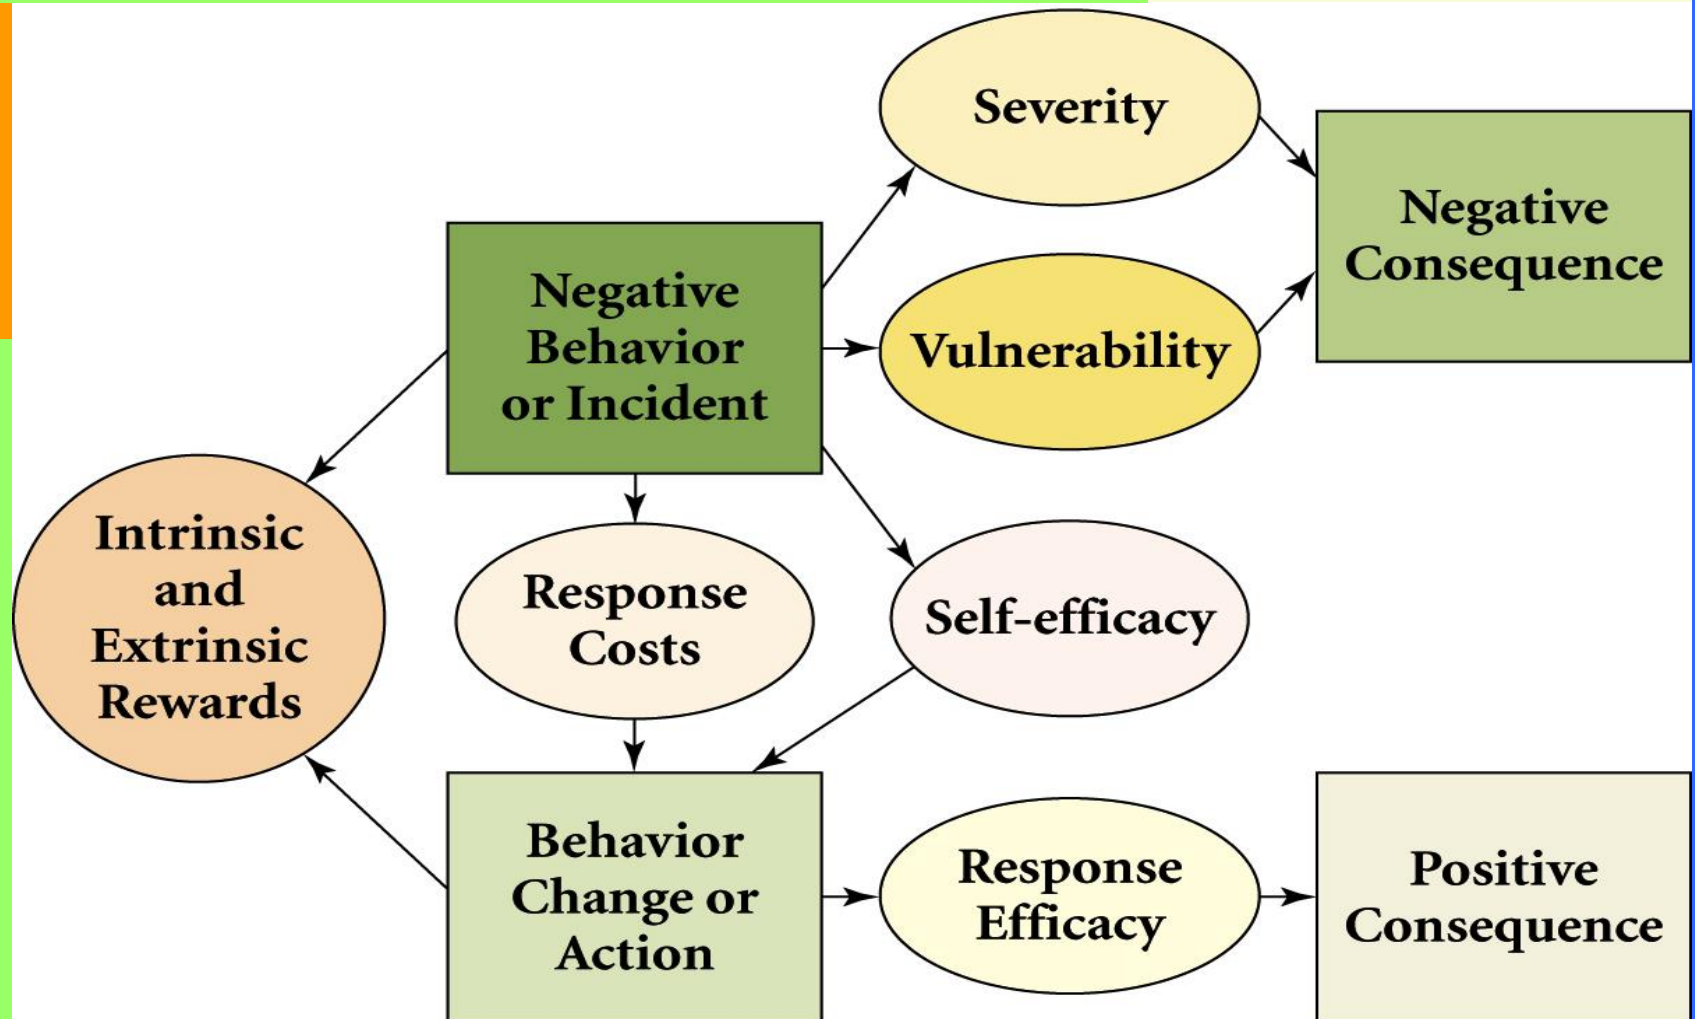 Severity
Negative
Consequence
Negative
Behavior
or Incident
Vulnerability
Intrinsic
and
Extrinsic
Rewards
Response
Costs
Self-efficacy
Behavior
Change or
Action
Response
Efficacy
Positive
Consequence